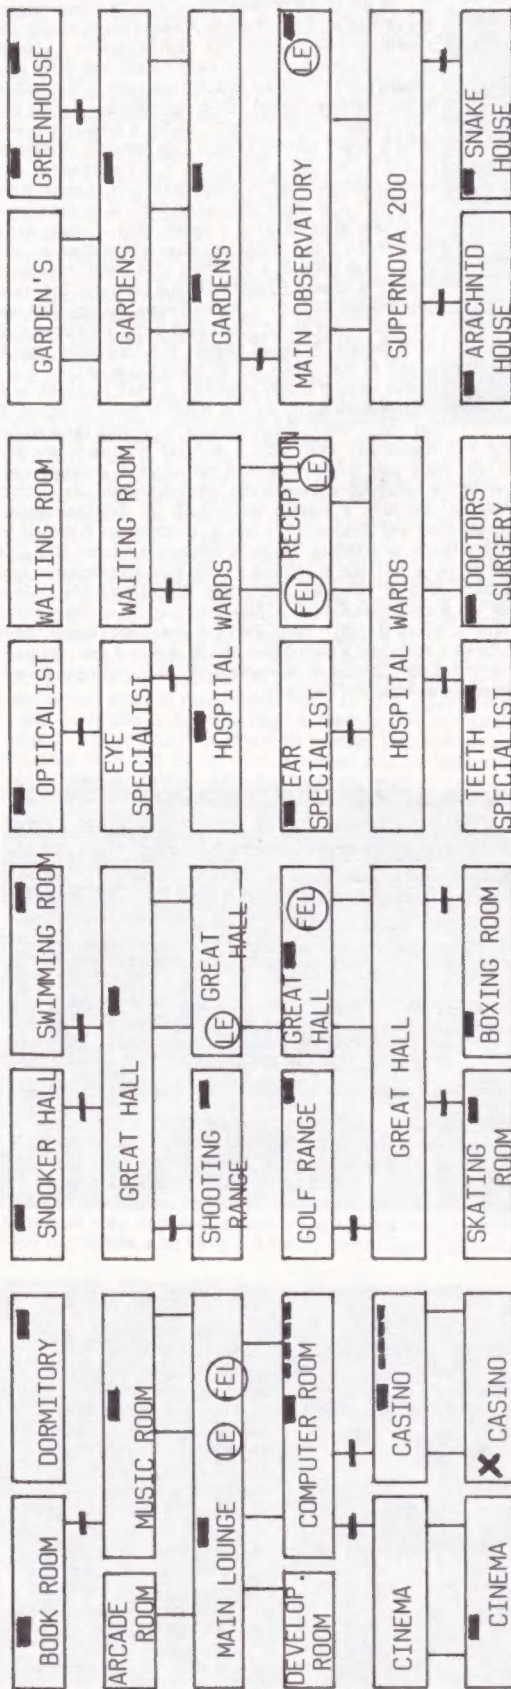 BOOK ROOM
DORMITORY
ARCADE
ROOM
MUSIC ROOM
MAIN LOUNGE
LE
FEL
DEVELOP.
ROOM
COMPUTER ROOM
CINEMA
CASINO
CINEMA
X CASINO
SNOOKER HALL
SWIMMING ROOM
GREAT HALL
SHOOTING
RANGE
LE
GREAT
HALL
GOLF RANGE
GREAT
HALL
FEL
GREAT HALL
SKATING
ROOM
BOXING ROOM
OPTICALIST
WAITING ROOM
EYE
SPECIALIST
WAITING ROOM
HOSPITAL WARDS
EAR
SPECIALIST
FEL
RECEPTION
LE
HOSPITAL WARDS
TEETH
SPECIALIST
DOCTORS
SURGERY
GARDEN'S
GREENHOUSE
GARDENS
GARDENS
MAIN OBSERVATORY
LE
SUPERNOVA 200
ARACHNID
HOUSE
SNAKE
HOUSE